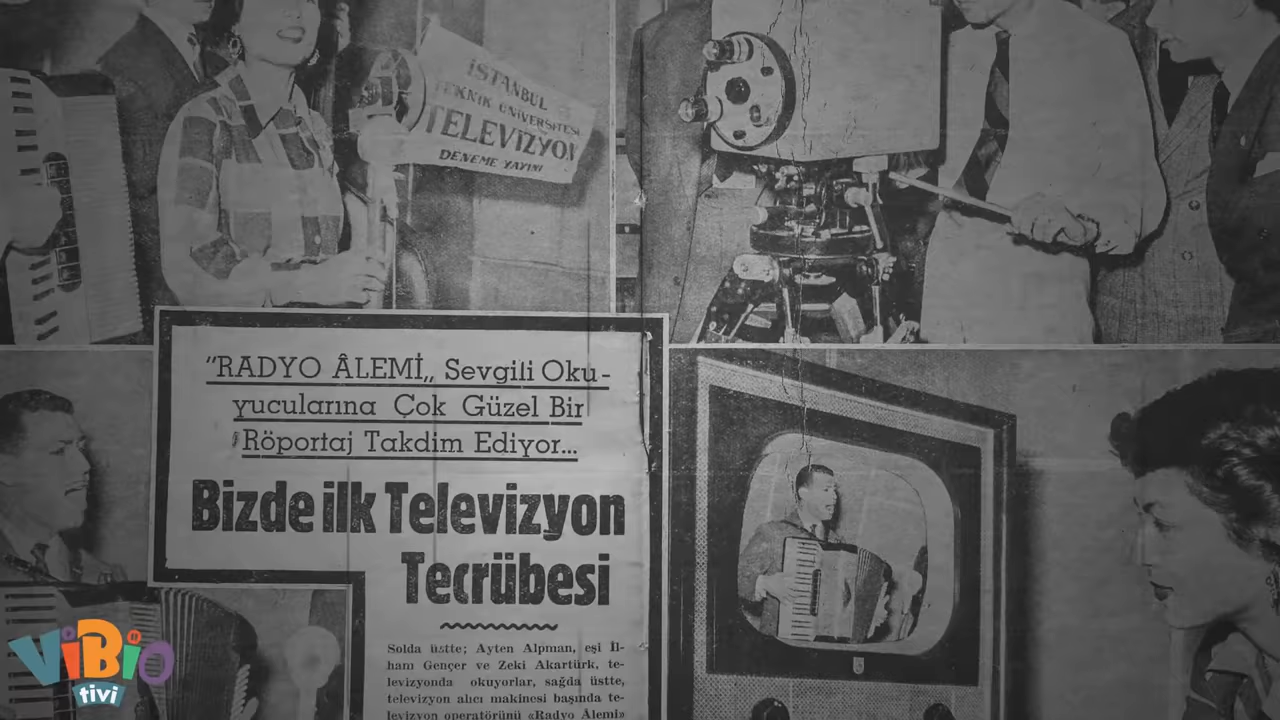 İSTANBUL
TEKNİK ÜNİVERSİTESİ
TELEVİZYON
DENEME YAYINI
"RADYO ÂLEMİ„ Sevgili Oku-
yucularına Çok Güzel Bir
Röportaj Takdim Ediyor...
Bizde ilk Televizyon
Tecrübesi
Solda üstte; Ayten Alpman, eşi İl-
ham Gençer ve Zeki Akartürk, te-
levizyonda okuyorlar, sağda üstte,
televizyon alıcı makinesi başında te-
levizyon operatörünü «Radyo Âlemi»
ViBiO
tivi